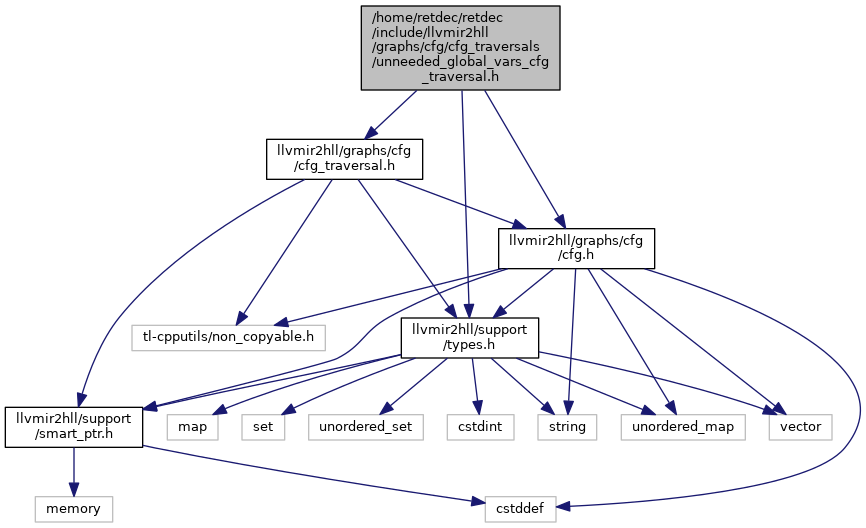 /home/retdec/retdec
/include/llvmir2hll
/graphs/cfg/cfg_traversals
/unneeded_global_vars_cfg
_traversal.h
llvmir2hll/graphs/cfg
/cfg_traversal.h
llvmir2hll/graphs/cfg
/cfg.h
tl-cpputils/non_copyable.h
llvmir2hll/support
/types.h
llvmir2hll/support
/smart_ptr.h
map
set
unordered_set
cstdint
string
unordered_map
vector
memory
cstddef